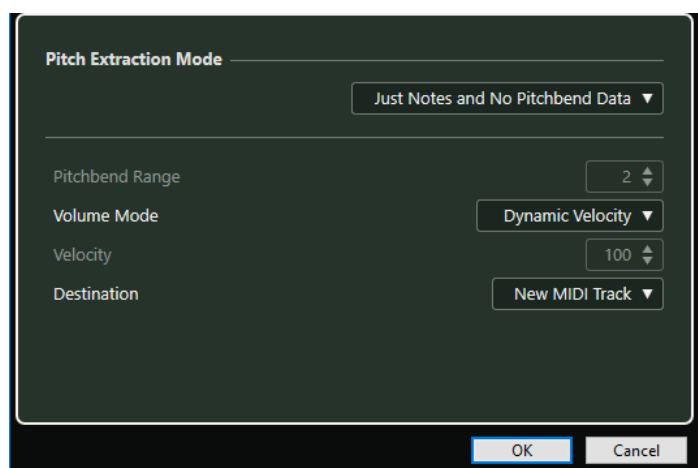 Pitch Extraction Mode
Just Notes and No Pitchbend Data
Pitchbend Range 2
Volume Mode Dynamic Velocity
Velocity 100
Destination New MIDI Track
OK Cancel